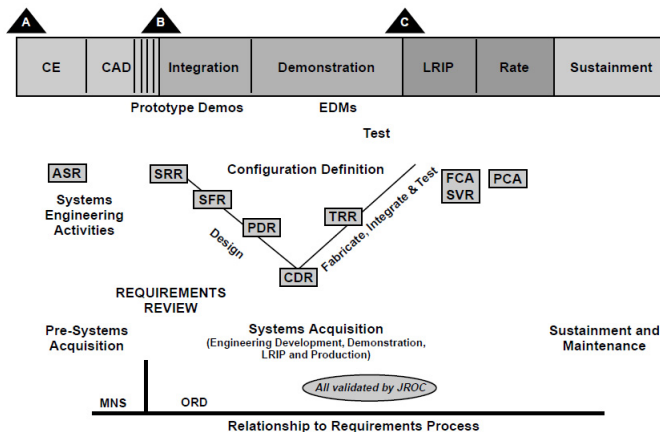 A
B
C
CE
CAD
Integration
Demonstration
LRIP
Rate
Sustainment
Prototype Demos
EDMs
Test
ASR
SRR
Configuration Definition
FCA
SVR
PCA
Systems
Engineering
Activities
SFR
PDR
TRR
Design
Fabricate, Integrate & Test
CDR
REQUIREMENTS
REVIEW
Pre-Systems
Acquisition
Systems Acquisition
(Engineering Development, Demonstration,
LRIP and Production)
Sustainment and
Maintenance
All validated by JROC
MNS
ORD
Relationship to Requirements Process